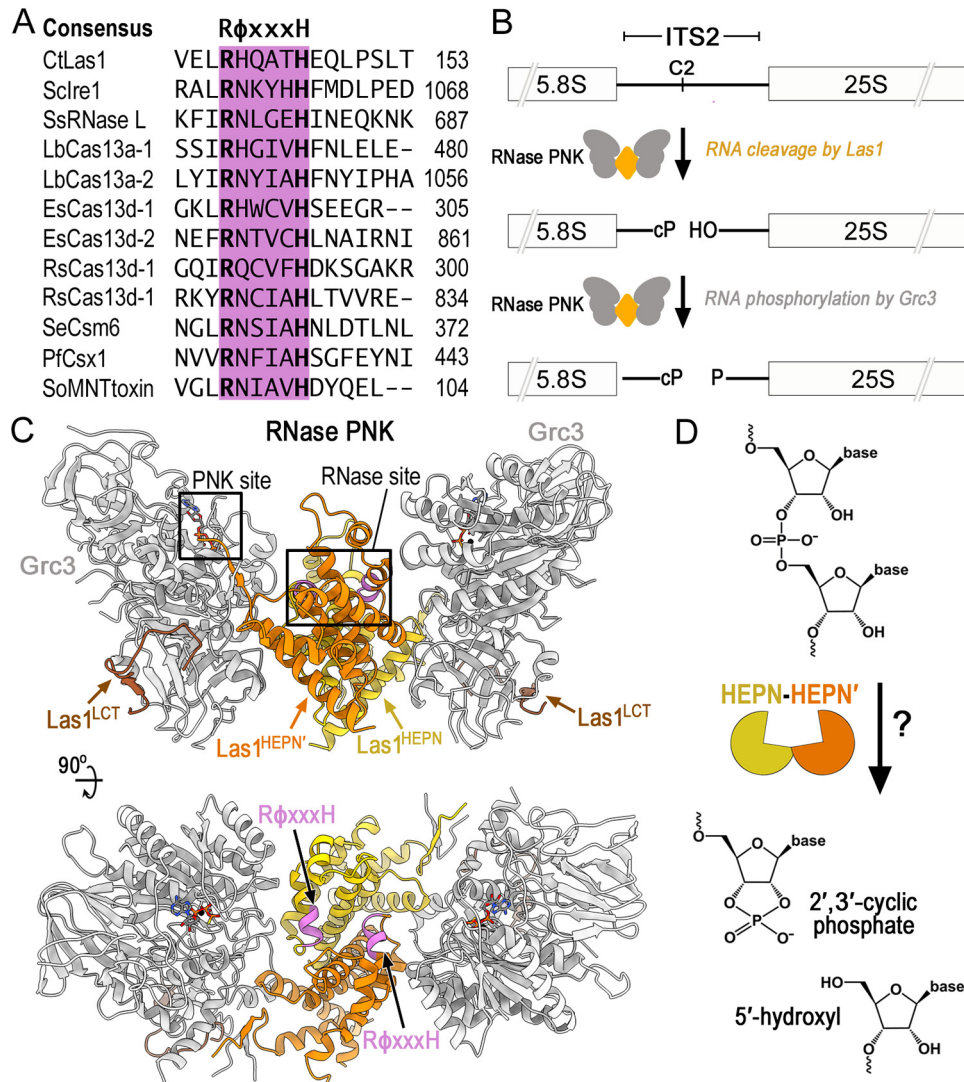 A
Consensus RɸxxxH
CtLas1 VELRHQATHEQLPSLT 153
ScIre1 RALRNKYHHFMDLPED 1068
SsRNase L KFIRNLGEHINEQKNK 687
LbCas13a-1 SSIRHGIVHFNLELE- 480
LbCas13a-2 LYIRNYIAHFNYIPHA 1056
EsCas13d-1 GKLRHWCVHSEEGR-- 305
EsCas13d-2 NEFRNTVCHLNAIRNI 861
RsCas13d-1 GQIRQCVFHDKSGAKR 300
RsCas13d-1 RKYRNCIAHLTVVRE- 834
SeCsm6 NGLRNSIAHNLDTLNL 372
PfCsx1 NVVRNFIAHSGFEYNI 443
SoMNTtoxin VGLRNIAVHDYQEL-- 104
B
ITS2
C2
5.8S 25S
RNase PNK RNA cleavage by Las1
5.8S cP HO 25S
RNase PNK RNA phosphorylation by Grc3
5.8S cP P 25S
C
RNase PNK
Grc3
PNK site RNase site
Grc3
Las1LCT
Las1HEPN′
Las1HEPN
Las1LCT
90°
RɸxxxH
RɸxxxH
D
O
O base
O OH
O=P-O⁻
O
O base
O OH
HEPN-HEPN′
?
O
O base
O O
P
O O⁻
2′,3′-cyclic
phosphate
HO
O base
5′-hydroxyl
O OH